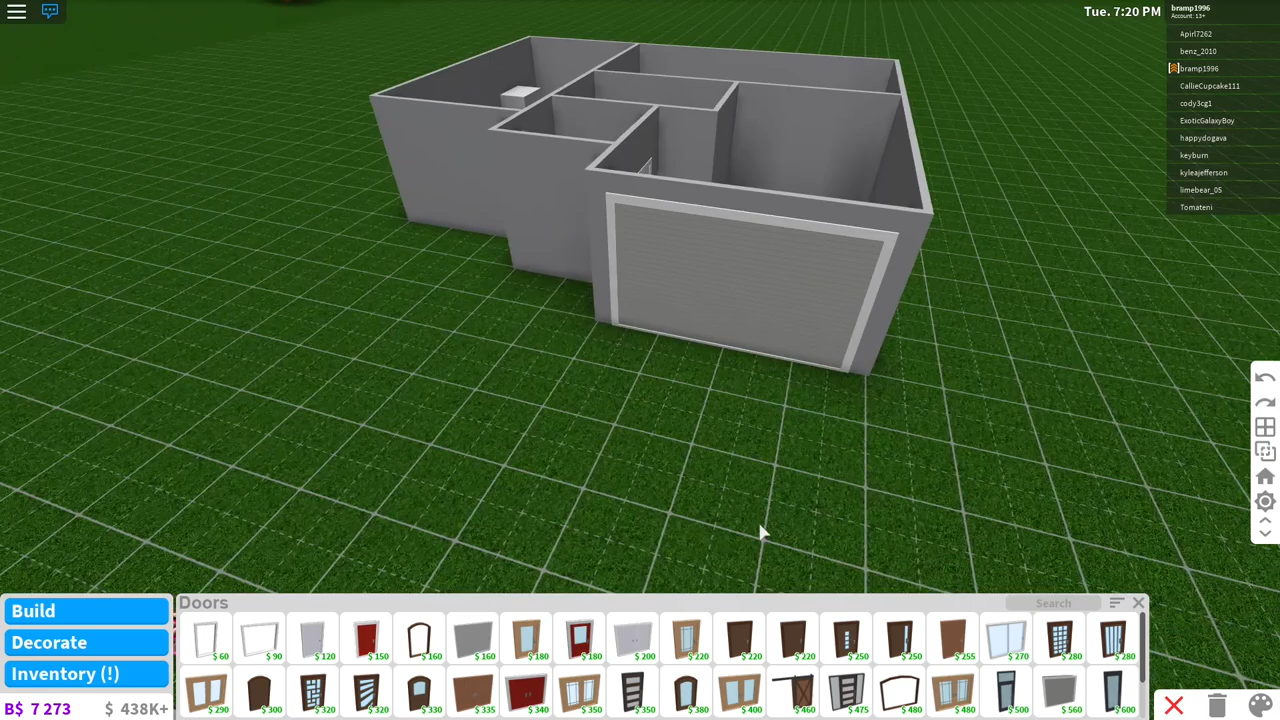 Tue. 7:20 PM
bramp1996
Account: 13+
Apirl7262
benz_2010
bramp1996
CallieCupcake111
cody3cg1
ExoticGalaxyBoy
happydogava
keyburn
kyleajefferson
limebear_05
Tomateni
Build
Decorate
Inventory (!)
B$ 7 273
$ 438K+
Doors
Search
$ 60 $ 90 $ 120 $ 150 $ 160 $ 160 $ 180 $ 180 $ 200 $ 220 $ 220 $ 220 $ 250 $ 250 $ 255 $ 270 $ 280 $ 280
$ 290 $ 300 $ 320 $ 320 $ 330 $ 335 $ 340 $ 350 $ 350 $ 380 $ 400 $ 460 $ 475 $ 480 $ 480 $ 500 $ 560 $ 600